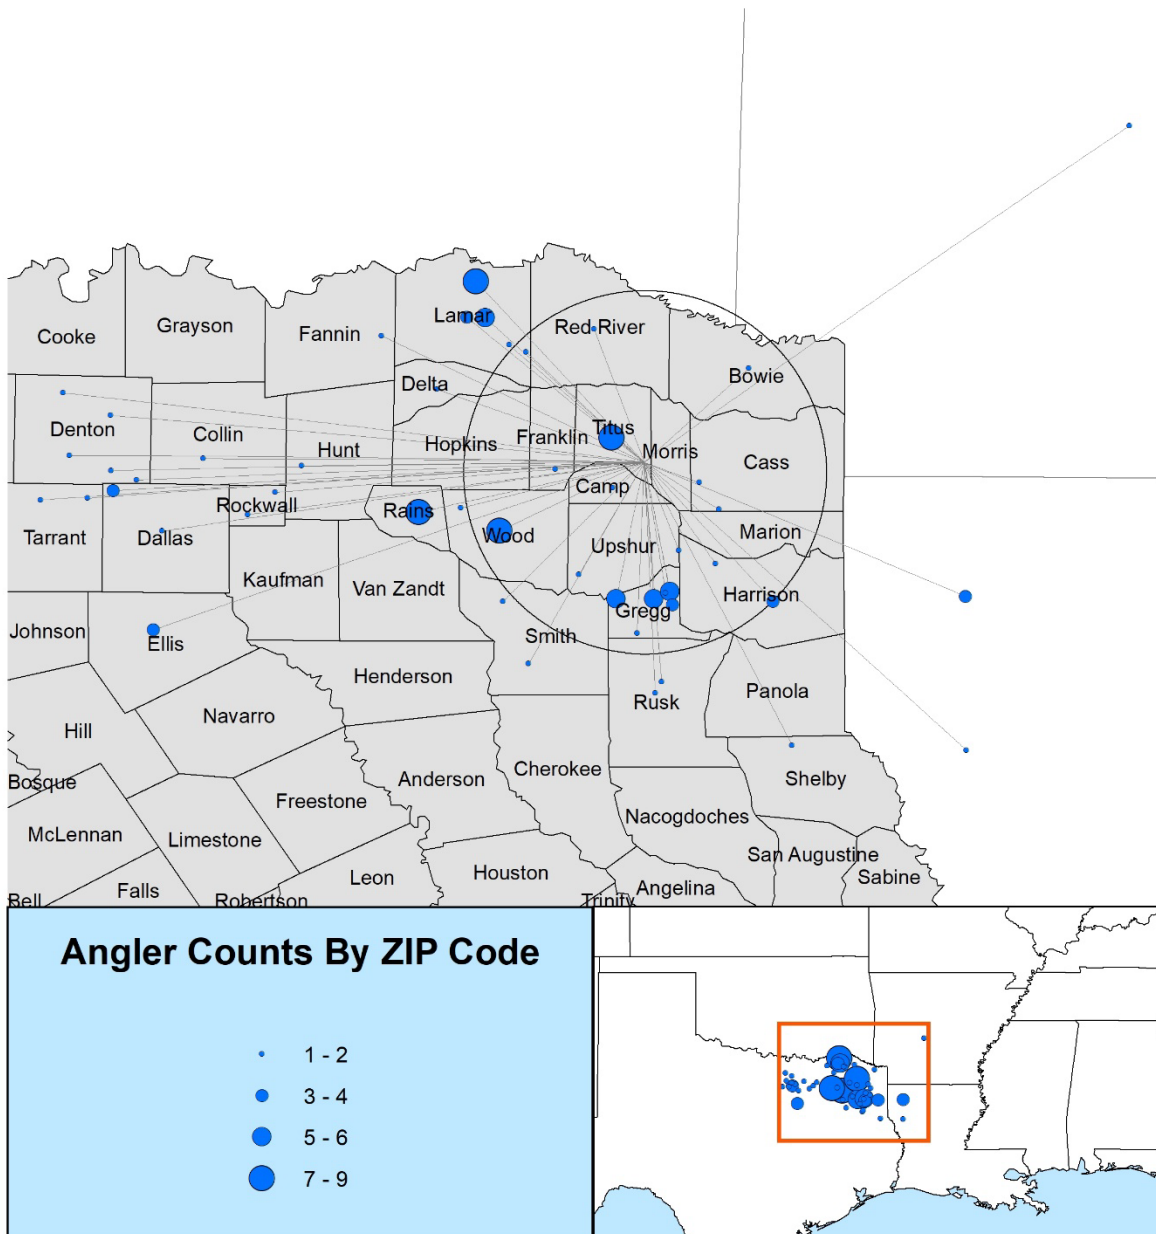 Cooke
Grayson
Fannin
Lamar
Red River
Bowie
Delta
Denton
Collin
Hunt
Hopkins
Franklin
Titus
Morris
Cass
Camp
Rockwall
Rains
Wood
Tarrant
Dallas
Upshur
Marion
Kaufman
Van Zandt
Harrison
Gregg
Johnson
Ellis
Smith
Henderson
Rusk
Panola
Hill
Navarro
Bosque
Anderson
Cherokee
Shelby
Freestone
McLennan
Limestone
Nacogdoches
San Augustine
Leon
Houston
Sabine
Falls
Angelina
Bell
Robertson
Trinity
Angler Counts By ZIP Code
1 - 2
3 - 4
5 - 6
7 - 9